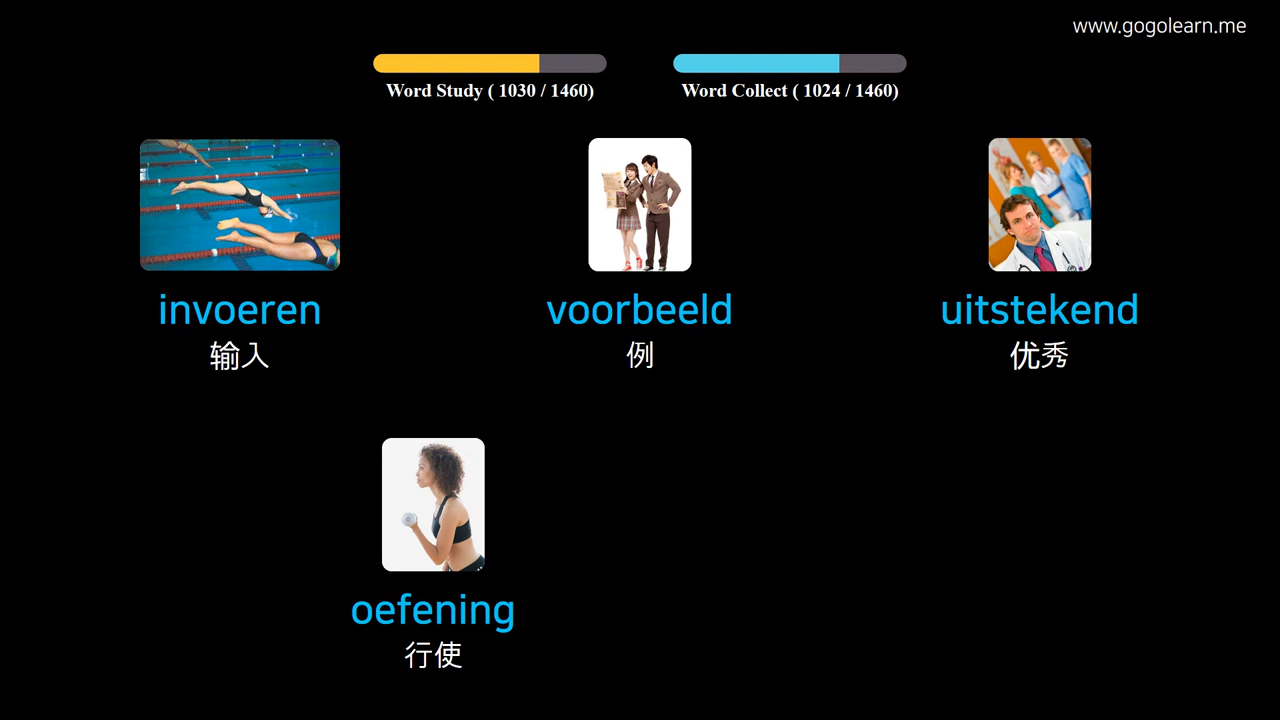 www.gogolearn.me
Word Study ( 1030 / 1460)
Word Collect ( 1024 / 1460)
invoeren
输入
voorbeeld
例
uitstekend
优秀
oefening
行使